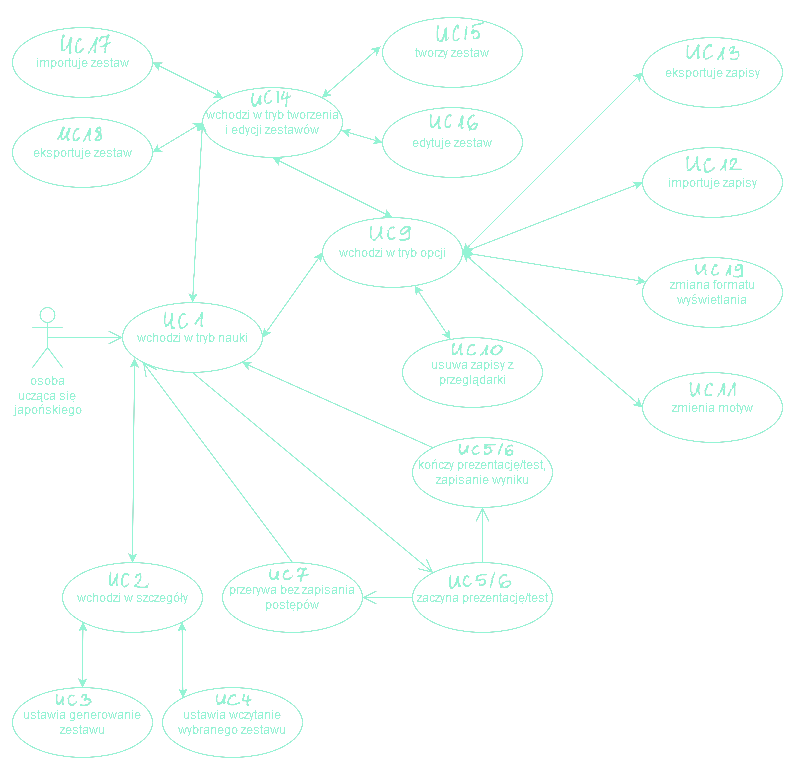 UC17
importuje zestaw
UC15
tworzy zestaw
UC13
eksportuje zapisy
UC14
wchodzi w tryb tworzenia
i edycji zestawów
UC18
eksportuje zestaw
UC16
edytuje zestaw
UC12
importuje zapisy
UC9
wchodzi w tryb opcji
UC19
zmiana formatu
wyświetlania
UC1
wchodzi w tryb nauki
UC10
usuwa zapisy z
przeglądarki
UC11
zmienia motyw
osoba
ucząca sie
japońskiego
UC5/6
kończy prezentacje/test,
zapisanie wyniku
UC2
wchodzi w szczegóły
UC7
przerywa bez zapisania
postepów
UC5/6
zaczyna prezentacje/test
UC3
ustawia generowanie
zestawu
UC4
ustawia wczytanie
wybranego zestawu